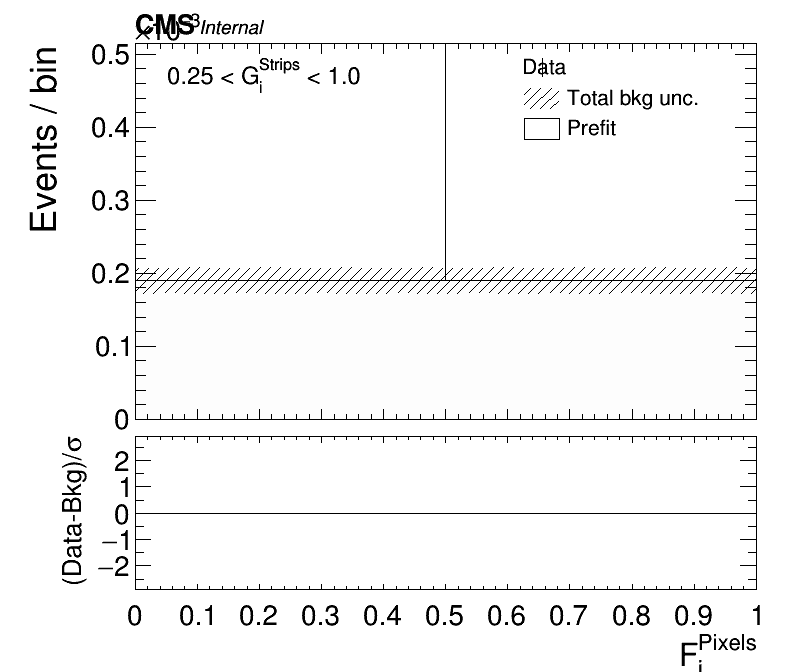 CMS Internal
×10⁻³
0.5
0.4
0.3
0.2
0.1
0
Events / bin
0.25 < G_i^Strips < 1.0
Data
Total bkg unc.
Prefit
(Data-Bkg)/σ
2
1
0
−1
−2
0 0.1 0.2 0.3 0.4 0.5 0.6 0.7 0.8 0.9 1
F_i^Pixels